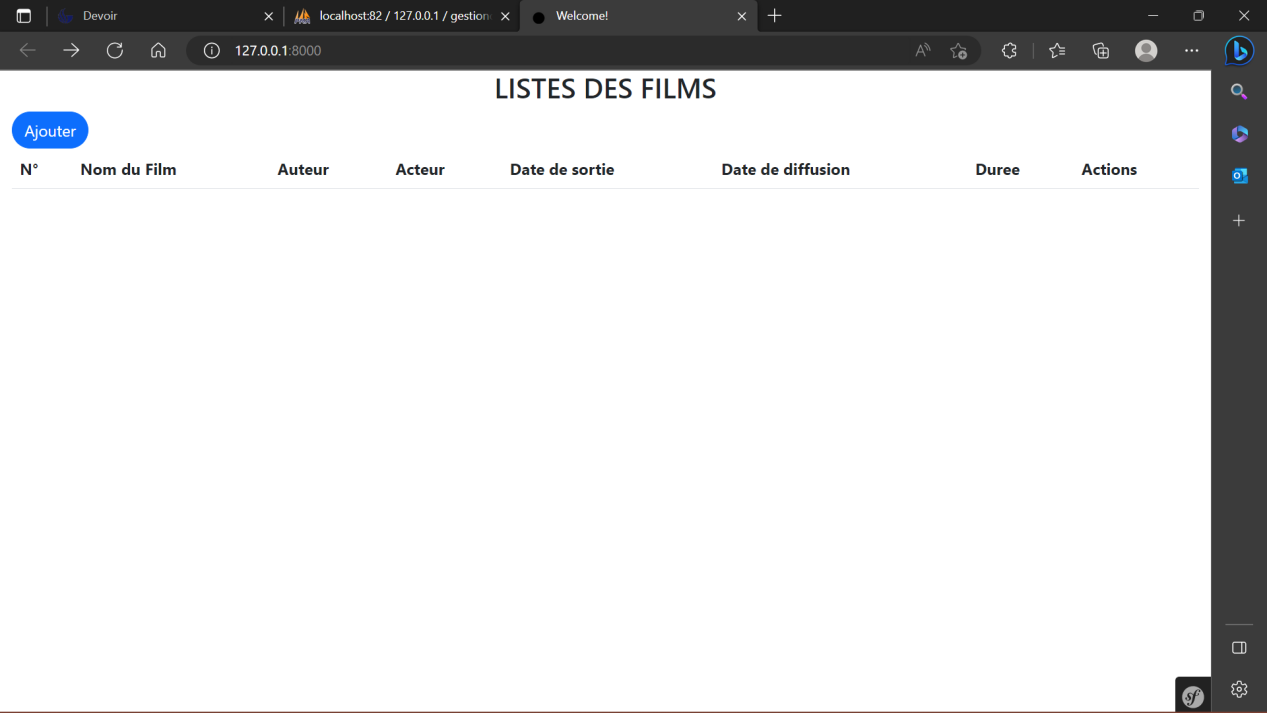 Devoir
localhost:82 / 127.0.0.1 / gestion
Welcome!
127.0.0.1:8000
LISTES DES FILMS
Ajouter
N° Nom du Film Auteur Acteur Date de sortie Date de diffusion Duree Actions
sf